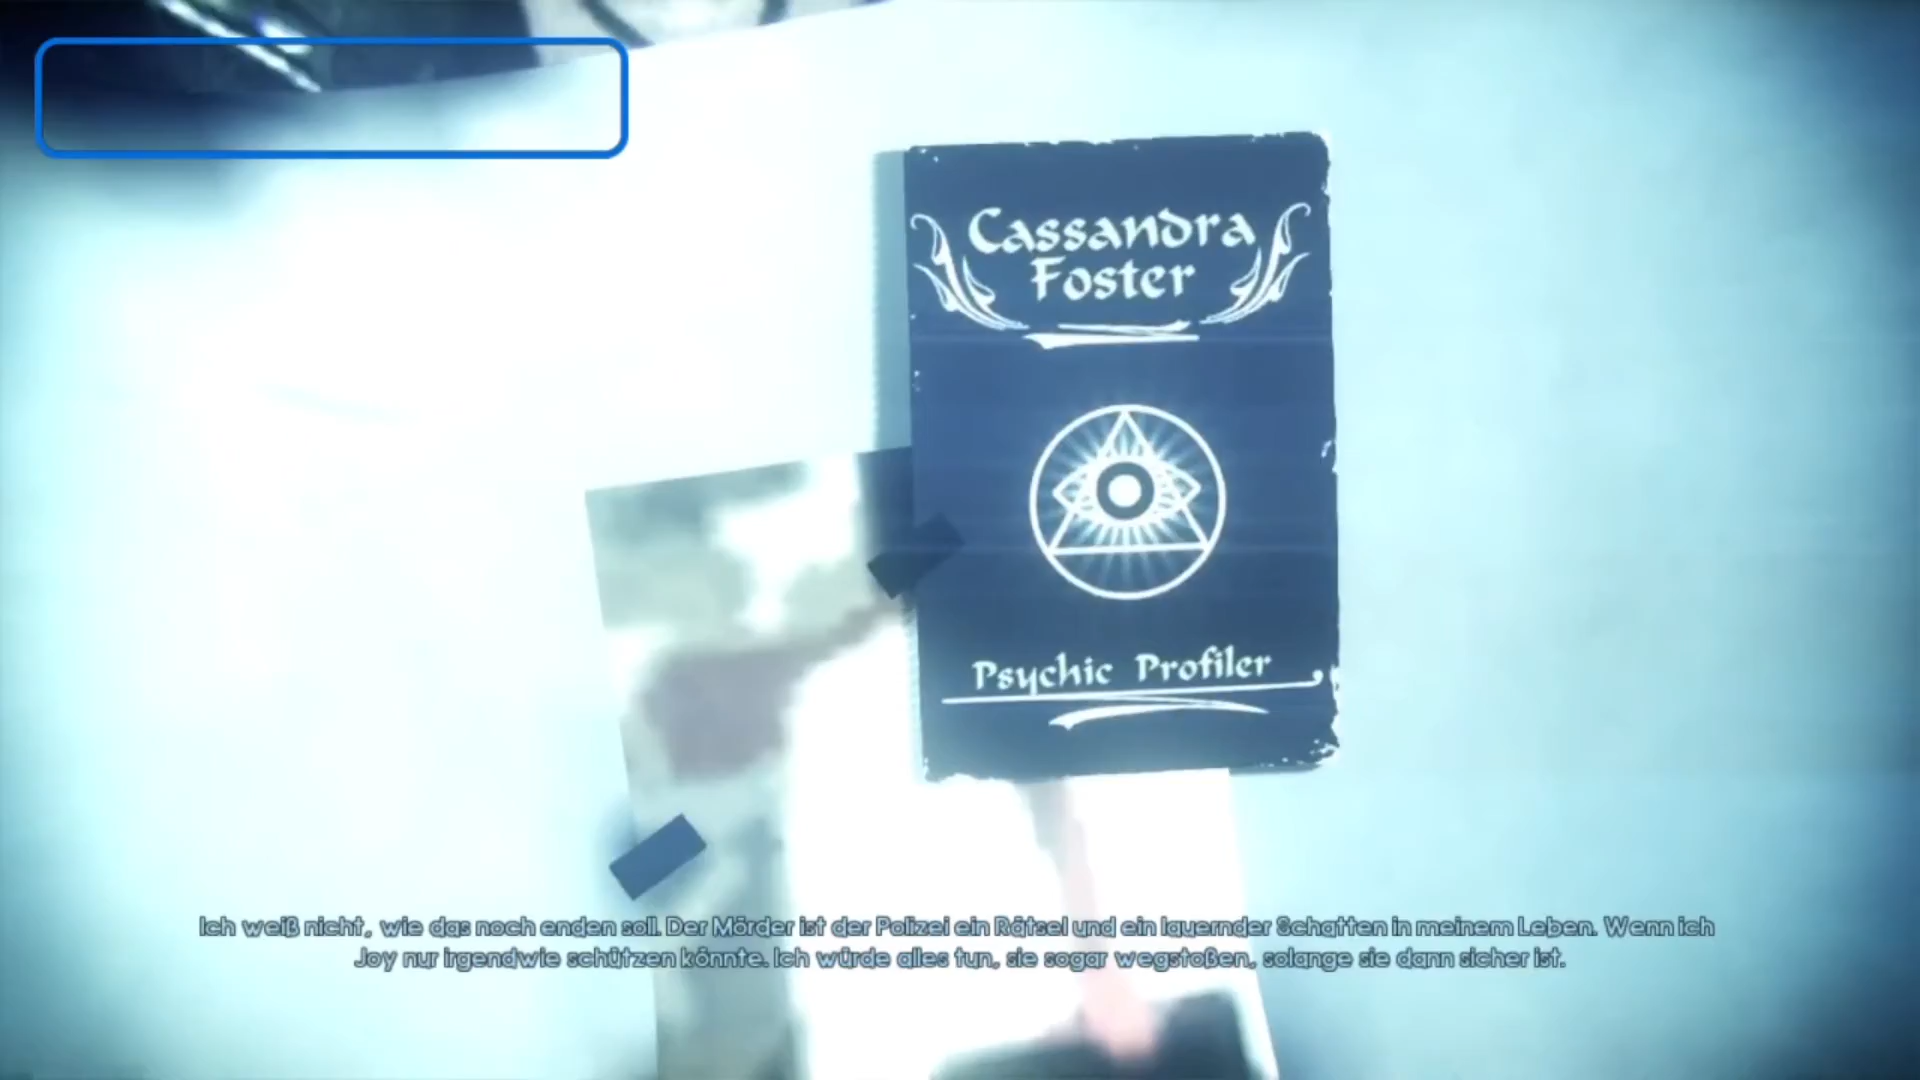 Cassandra
Foster
Psychic Profiler
Ich weiß nicht, wie das noch enden soll. Der Mörder ist der Polizei ein Rätsel und ein lauernder Schatten in meinem Leben. Wenn ich
Joy nur irgendwie schützen könnte. Ich würde alles tun, sie sogar wegstoßen, solange sie dann sicher ist.